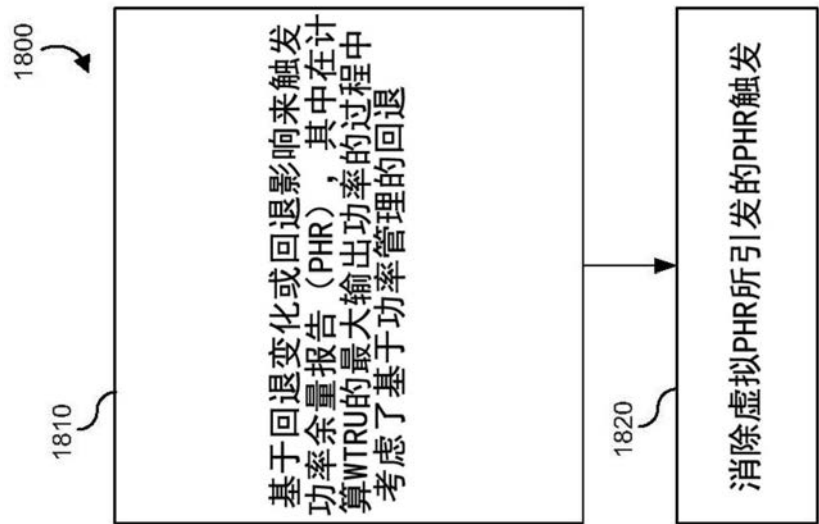 1800
1810
基于回退变化或回退影响来触发
功率余量报告（PHR），其中在计
算WTRU的最大输出功率的过程中
考虑了基于功率管理的回退
1820
消除虚拟PHR所引发的PHR触发